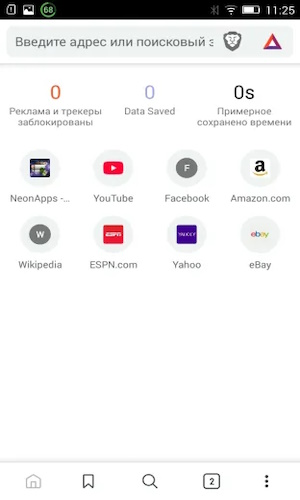 68
11:25
Введите адрес или поисковый з
0
0
0s
Реклама и трекеры
заблокированы
Data Saved
Примерное
сохранено времени
NeonApps -...
YouTube
F
Facebook
a
Amazon.com
W
Wikipedia
ESPN
ESPN.com
YAHOO!
Yahoo
ebay
eBay
2